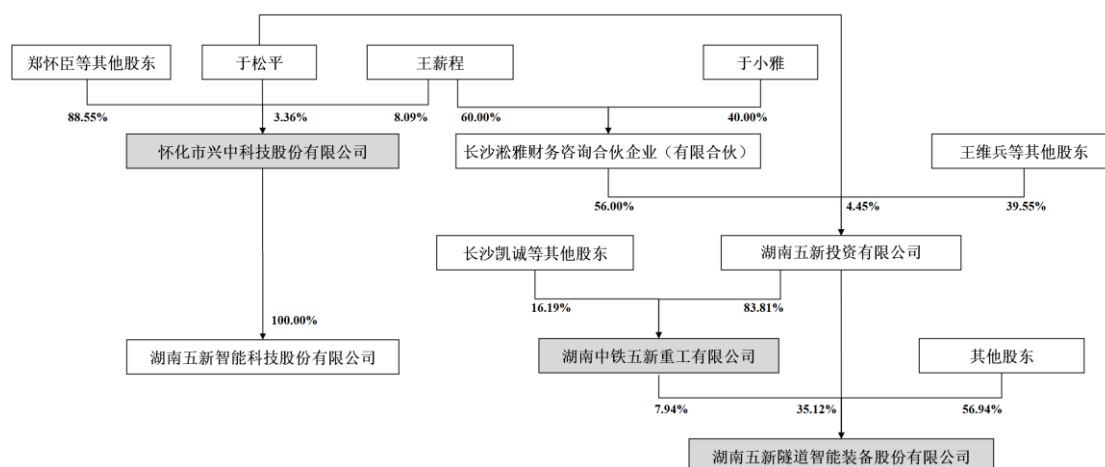 郑怀臣等其他股东
于松平
王薪程
于小雅
88.55%
3.36%
8.09%
60.00%
40.00%
怀化市兴中科技股份有限公司
长沙淞雅财务咨询合伙企业（有限合伙）
王维兵等其他股东
56.00%
4.45%
39.55%
长沙凯诚等其他股东
湖南五新投资有限公司
16.19%
83.81%
100.00%
湖南五新智能科技股份有限公司
湖南中铁五新重工有限公司
其他股东
7.94%
35.12%
56.94%
湖南五新隧道智能装备股份有限公司